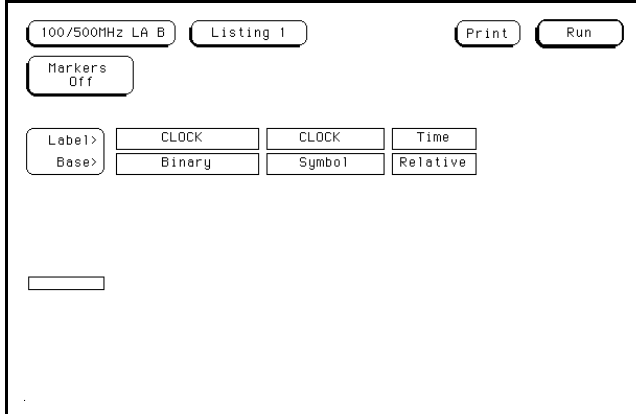 100/500MHz LA B Listing 1 Print Run
Markers
Off
Label> CLOCK CLOCK Time
Base> Binary Symbol Relative